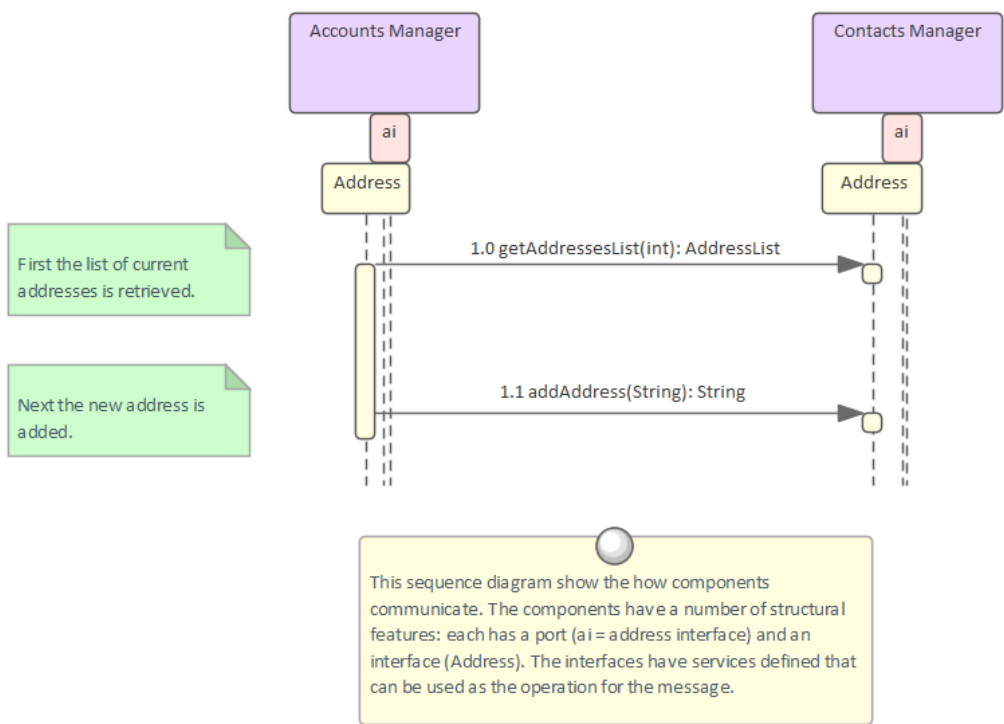 Accounts Manager
Contacts Manager
ai
ai
Address
Address
First the list of current
addresses is retrieved.
1.0 getAddressesList(int): AddressList
Next the new address is
added.
1.1 addAddress(String): String
This sequence diagram show the how components
communicate. The components have a number of structural
features: each has a port (ai = address interface) and an
interface (Address). The interfaces have services defined that
can be used as the operation for the message.